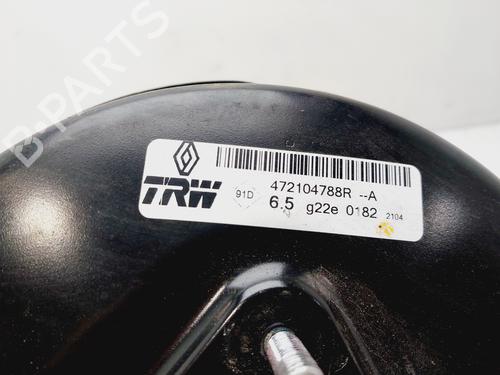 B-PARTS
TRW
91D
472104788R --A
6.5 g22e 0182 2104